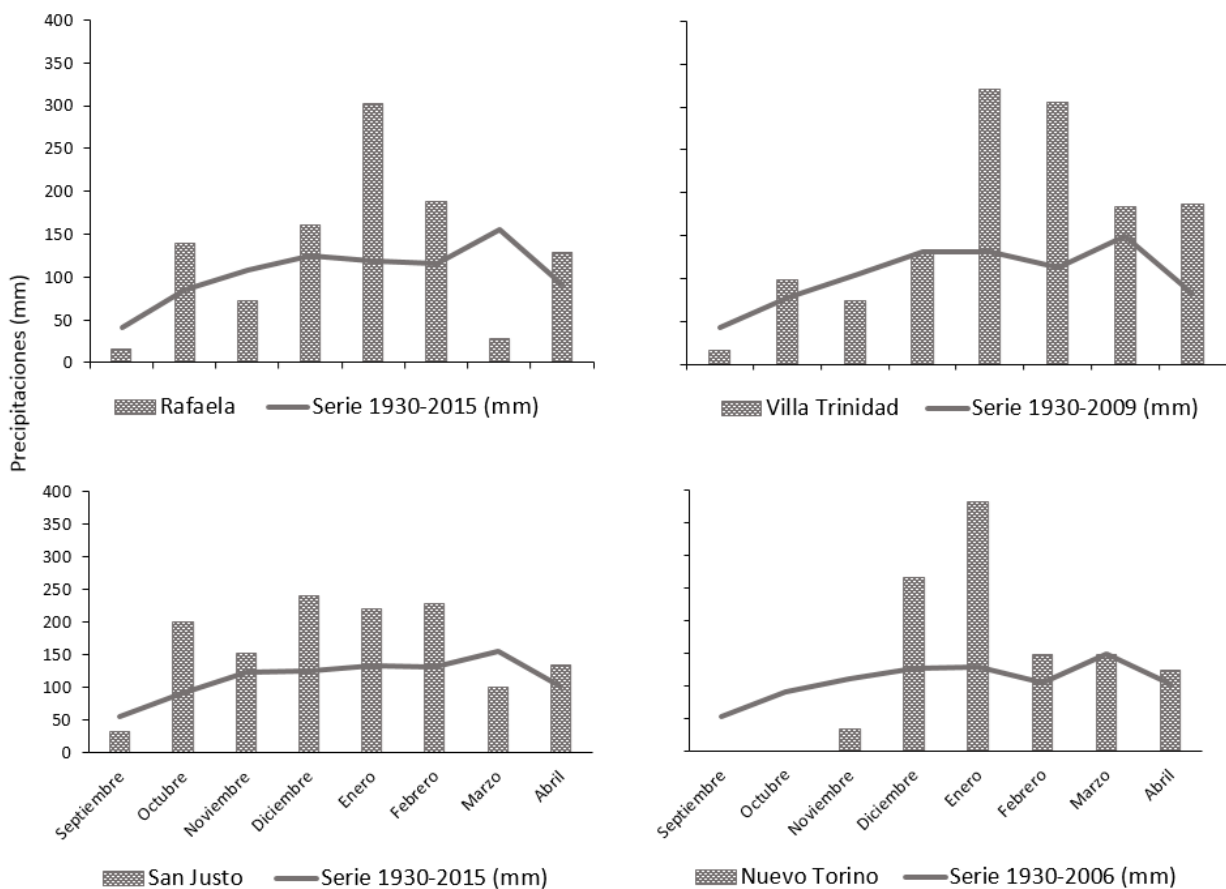 Precipitaciones (mm)
400
350
300
250
200
150
100
50
0
Rafaela Serie 1930-2015 (mm)
Villa Trinidad Serie 1930-2009 (mm)
400
350
300
250
200
150
100
50
0
Septiembre
Octubre
Noviembre
Diciembre
Enero
Febrero
Marzo
Abril
San Justo Serie 1930-2015 (mm)
Septiembre
Octubre
Noviembre
Diciembre
Enero
Febrero
Marzo
Abril
Nuevo Torino Serie 1930-2006 (mm)